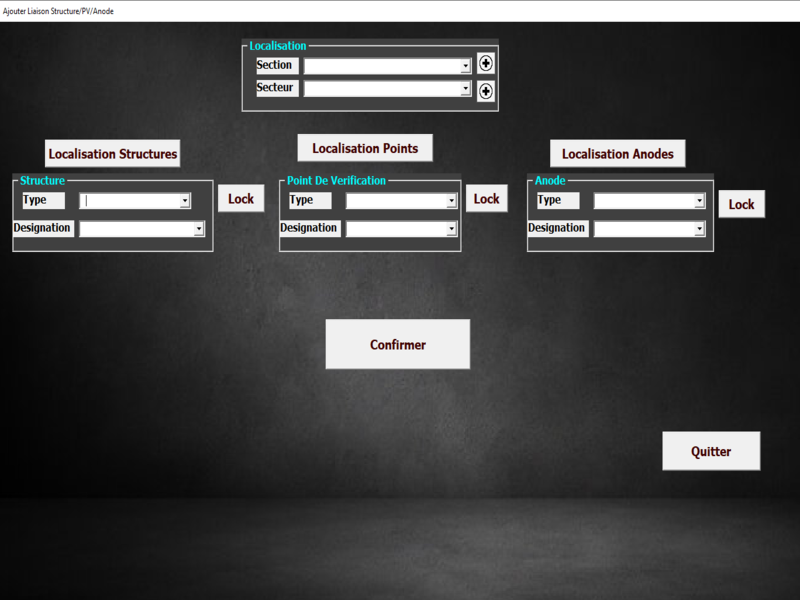 Ajouter Liaison Structure/PV/Anode
Localisation
Section
Secteur
Localisation Structures
Localisation Points
Localisation Anodes
Structure
Type
Designation
Lock
Point De Verification
Type
Designation
Lock
Anode
Type
Designation
Lock
Confirmer
Quitter